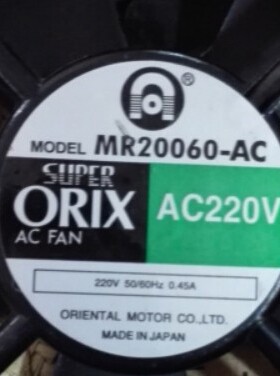 ®
MODEL MR20060-AC
SUPER
ORIX
AC FAN
AC220V
220V 50/60Hz 0.45A
ORIENTAL MOTOR CO.,LTD.
MADE IN JAPAN